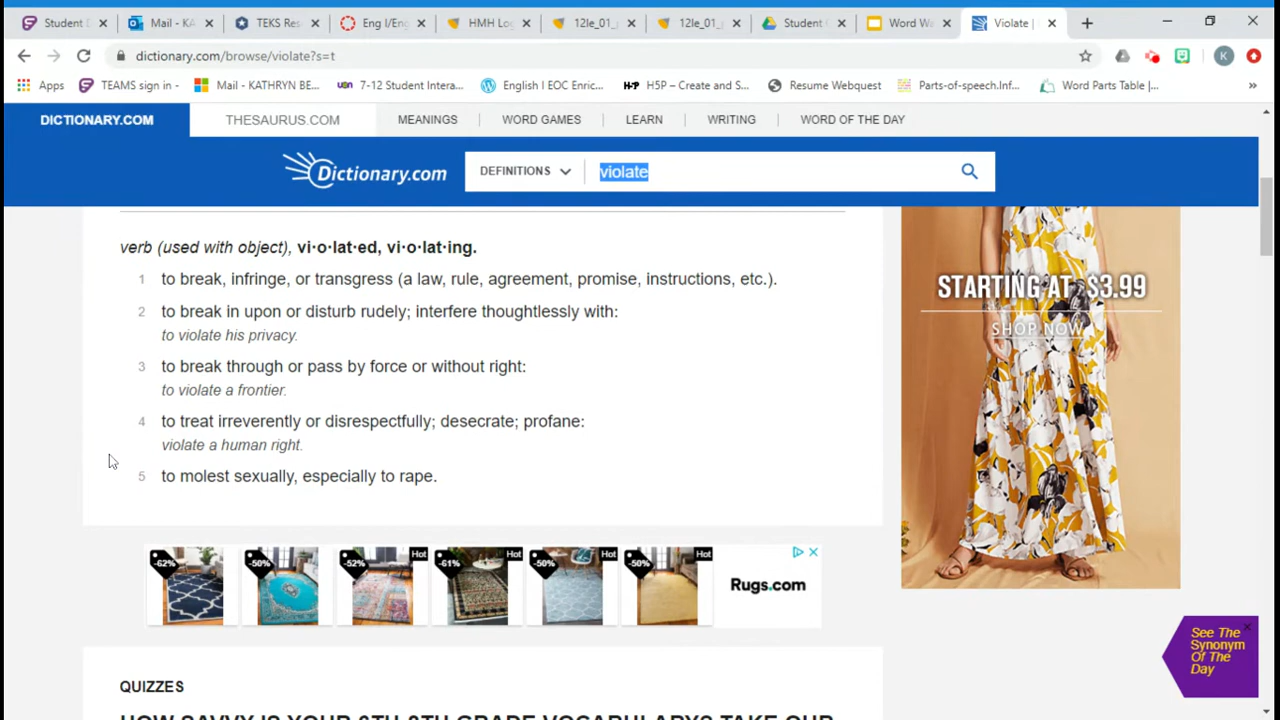 Student D
Mail - KA
TEKS Res
Eng I/Eng
HMH Log
12le_01_
12le_01_
Student C
Word Wa
Violate |
dictionary.com/browse/violate?s=t
K
Apps
TEAMS sign in -
Mail - KATHRYN BE...
7-12 Student Intera...
English I EOC Enric...
H5P – Create and S...
Resume Webquest
Parts-of-speech.Inf...
Word Parts Table |...
»
DICTIONARY.COM
THESAURUS.COM
MEANINGS
WORD GAMES
LEARN
WRITING
WORD OF THE DAY
Dictionary.com
DEFINITIONS
violate
verb (used with object), vi·o·lat·ed, vi·o·lat·ing.
1 to break, infringe, or transgress (a law, rule, agreement, promise, instructions, etc.).
2 to break in upon or disturb rudely; interfere thoughtlessly with:
to violate his privacy.
3 to break through or pass by force or without right:
to violate a frontier.
4 to treat irreverently or disrespectfully; desecrate; profane:
violate a human right.
5 to molest sexually, especially to rape.
STARTING AT $3.99
SHOP NOW
-62%
-50%
-52%
Hot
-61%
Hot
-50%
Hot
-50%
Hot
Rugs.com
See The
Synonym
Of The
Day
QUIZZES
HOW SAVVY IS YOUR 6TH-8TH GRADE VOCABULARY? TAKE OUR